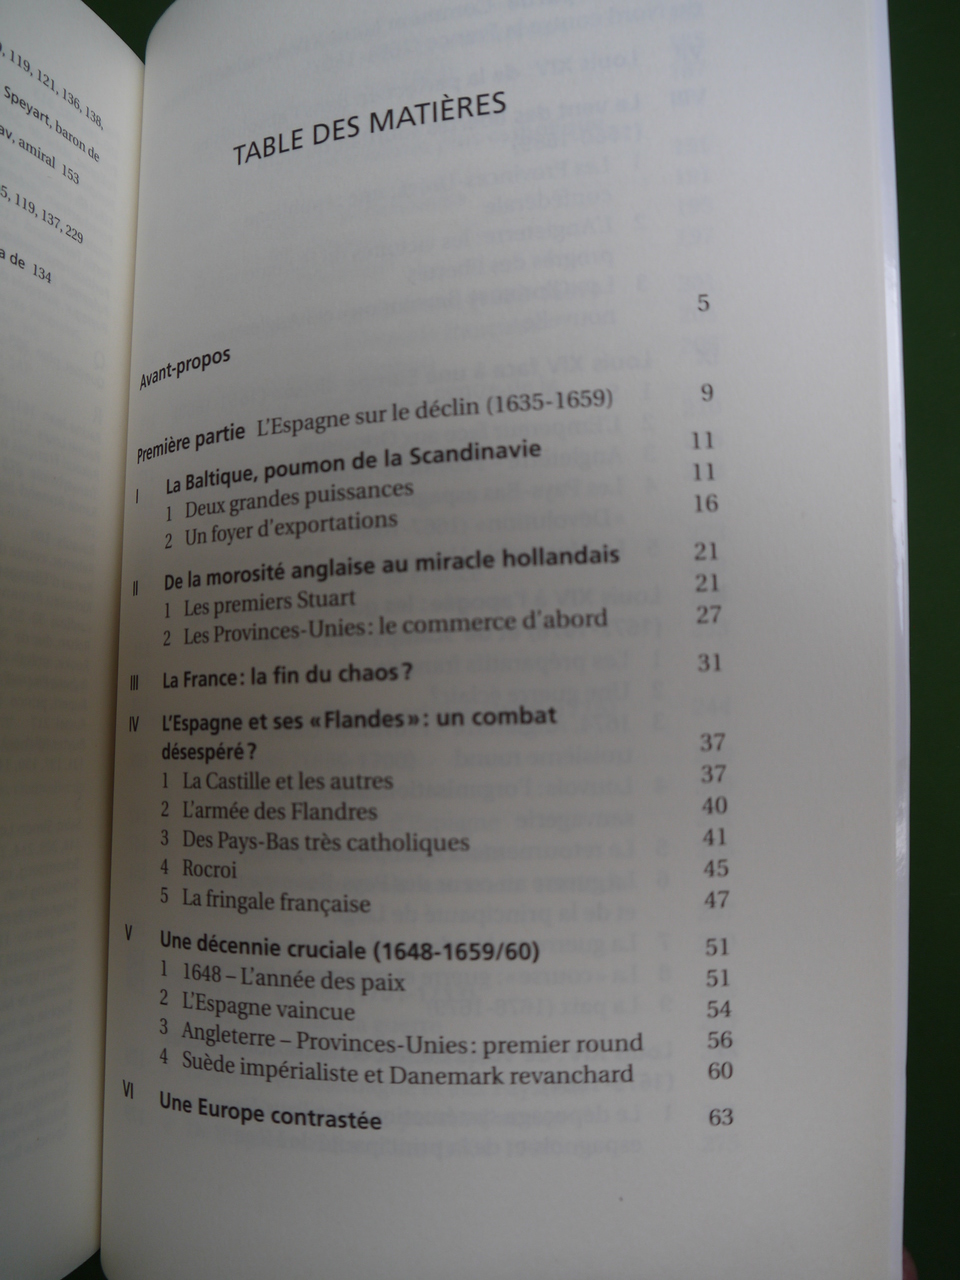 119, 121, 136, 138,
Speyart, baron de
amiral 153
119, 137, 229
de 134
TABLE DES MATIÈRES
Avant-propos 5
Première partie L'Espagne sur le déclin (1635-1659) 9
I La Baltique, poumon de la Scandinavie 11
1 Deux grandes puissances 11
2 Un foyer d'exportations 16
II De la morosité anglaise au miracle hollandais 21
1 Les premiers Stuart 21
2 Les Provinces-Unies : le commerce d'abord 27
III La France : la fin du chaos ? 31
IV L'Espagne et ses « Flandes » : un combat
désespéré ? 37
1 La Castille et les autres 37
2 L'armée des Flandres 40
3 Des Pays-Bas très catholiques 41
4 Rocroi 45
5 La fringale française 47
V Une décennie cruciale (1648-1659/60) 51
1 1648 – L'année des paix 51
2 L'Espagne vaincue 54
3 Angleterre – Provinces-Unies : premier round 56
4 Suède impérialiste et Danemark revanchard 60
VI Une Europe contrastée 63